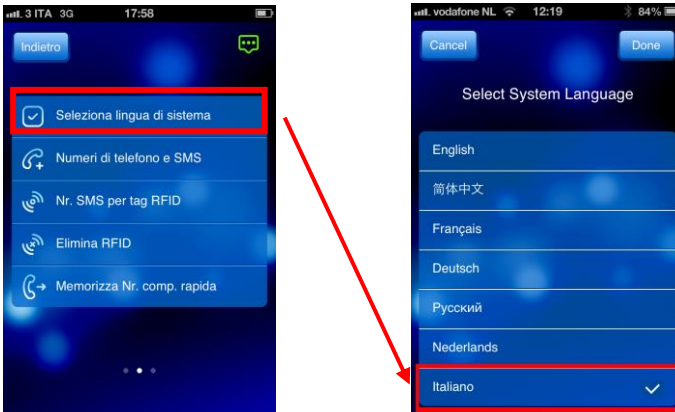 3 ITA 3G 17:58
Indietro
Seleziona lingua di sistema
Numeri di telefono e SMS
Nr. SMS per tag RFID
Elimina RFID
Memorizza Nr. comp. rapida
vodafone NL 12:19 84%
Cancel Done
Select System Language
English
简体中文
Français
Deutsch
Русский
Nederlands
Italiano